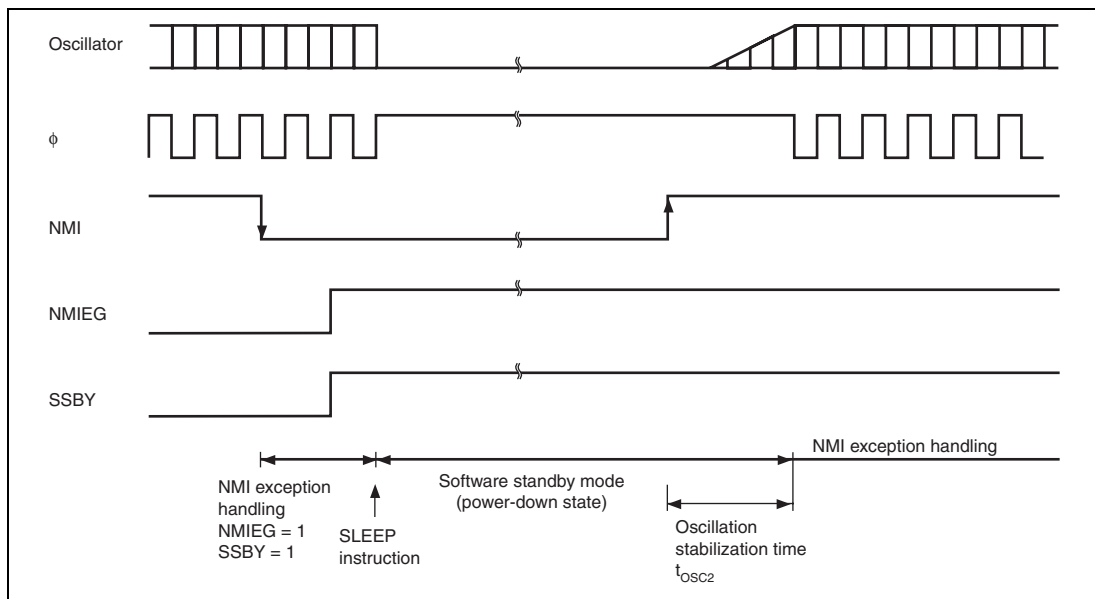 Oscillator
φ
NMI
NMIEG
SSBY
NMI exception
handling
NMIEG = 1
SSBY = 1
SLEEP
instruction
Software standby mode
(power-down state)
Oscillation
stabilization time
tOSC2
NMI exception handling